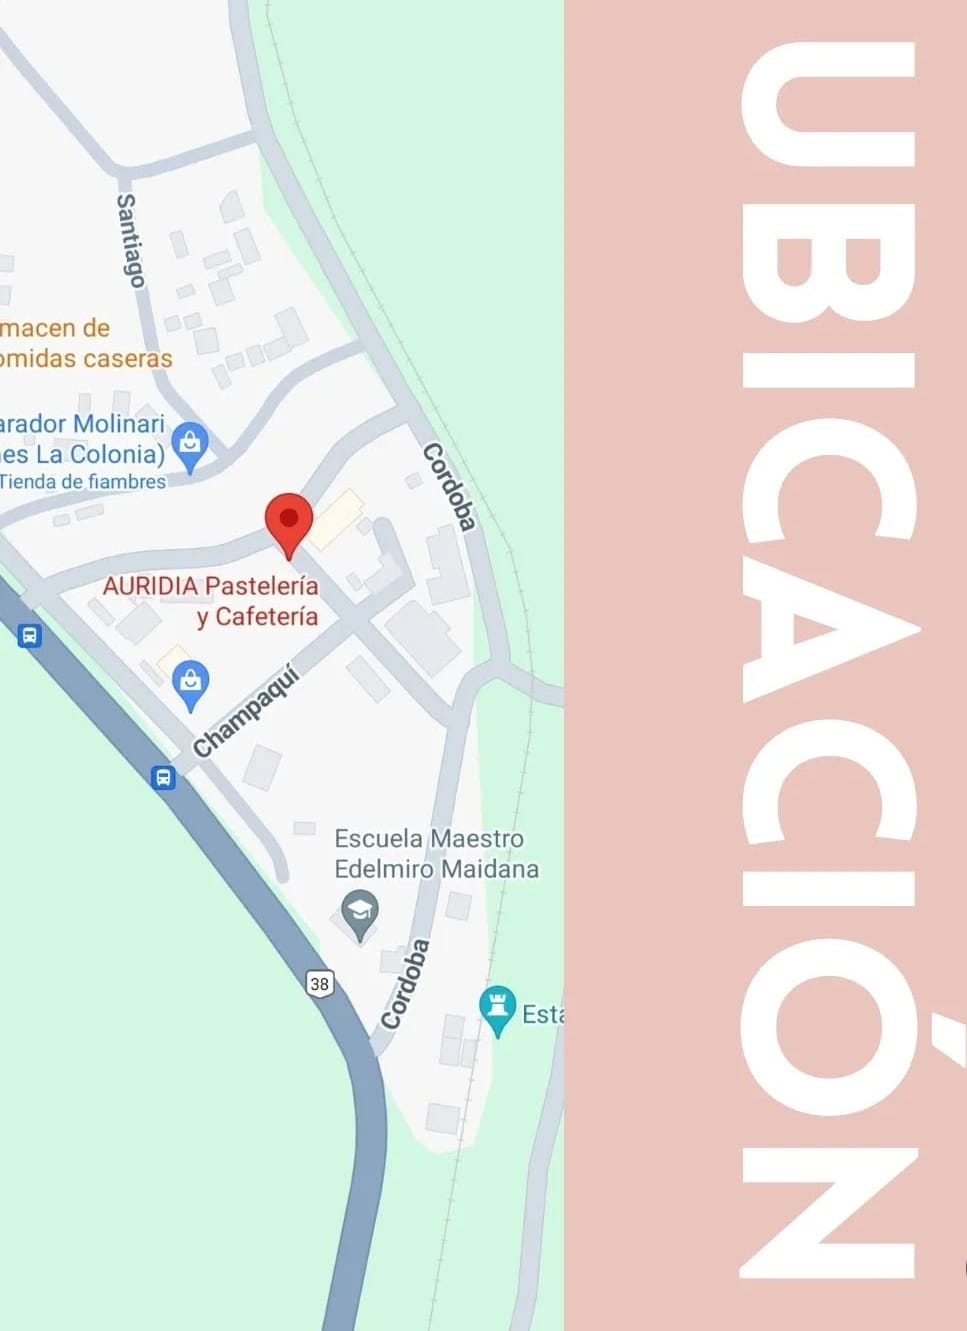 Santiago
macen de
omidas caseras
arador Molinari
nes La Colonia)
Tienda de fiambres
Cordoba
AURIDIA Pastelería
y Cafetería
Champaquí
Escuela Maestro
Edelmiro Maidana
38
Cordoba
Esta
UBICACIÓN